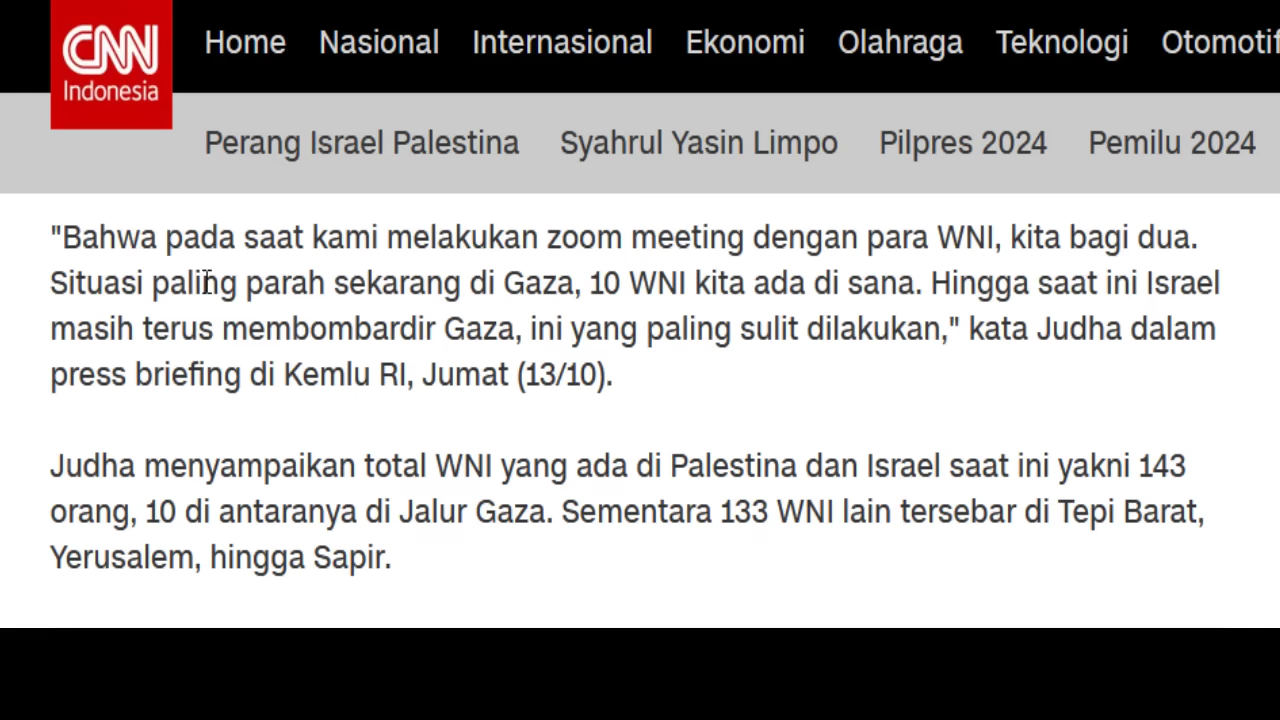 CNN
Indonesia
Home Nasional Internasional Ekonomi Olahraga Teknologi Otomotif
Perang Israel Palestina Syahrul Yasin Limpo Pilpres 2024 Pemilu 2024
"Bahwa pada saat kami melakukan zoom meeting dengan para WNI, kita bagi dua.
Situasi paling parah sekarang di Gaza, 10 WNI kita ada di sana. Hingga saat ini Israel
masih terus membombardir Gaza, ini yang paling sulit dilakukan," kata Judha dalam
press briefing di Kemlu RI, Jumat (13/10).
Judha menyampaikan total WNI yang ada di Palestina dan Israel saat ini yakni 143
orang, 10 di antaranya di Jalur Gaza. Sementara 133 WNI lain tersebar di Tepi Barat,
Yerusalem, hingga Sapir.